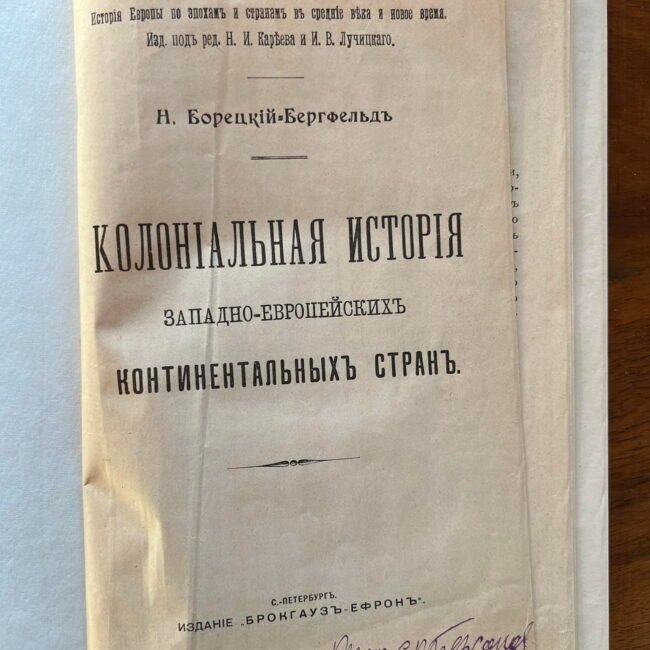 Исторія Европы по эпохамъ и странамъ въ средніе вѣка и новое время.
Изд. подъ ред. Н. И. Карѣева и И. В. Лучицкаго.
Н. Борецкій-Бергфельдъ
Колоніальная исторія
ЗАПАДНО-ЕВРОПЕЙСКИХЪ
КОНТИНЕНТАЛЬНЫХЪ СТРАНЪ.
С.-ПЕТЕРБУРГЪ.
ИЗДАНІЕ „БРОКГАУЗЪ-ЕФРОНЪ“.